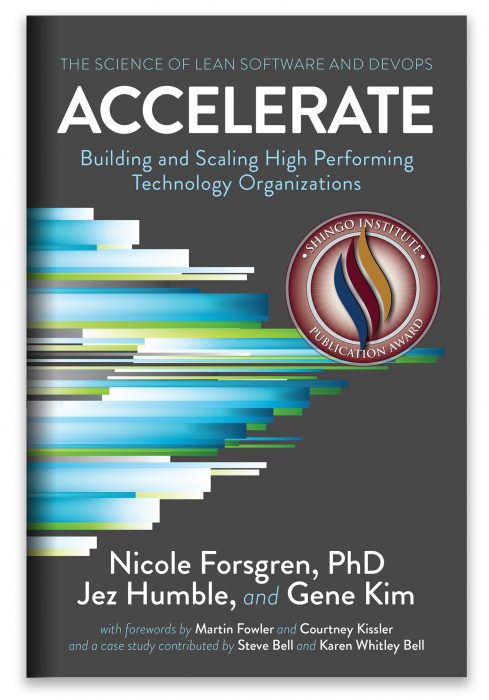 THE SCIENCE OF LEAN SOFTWARE AND DEVOPS
ACCELERATE
Building and Scaling High Performing
Technology Organizations
• SHINGO INSTITUTE •
PUBLICATION AWARD
Nicole Forsgren, PhD
Jez Humble, and Gene Kim
with forewords by Martin Fowler and Courtney Kissler
and a case study contributed by Steve Bell and Karen Whitley Bell